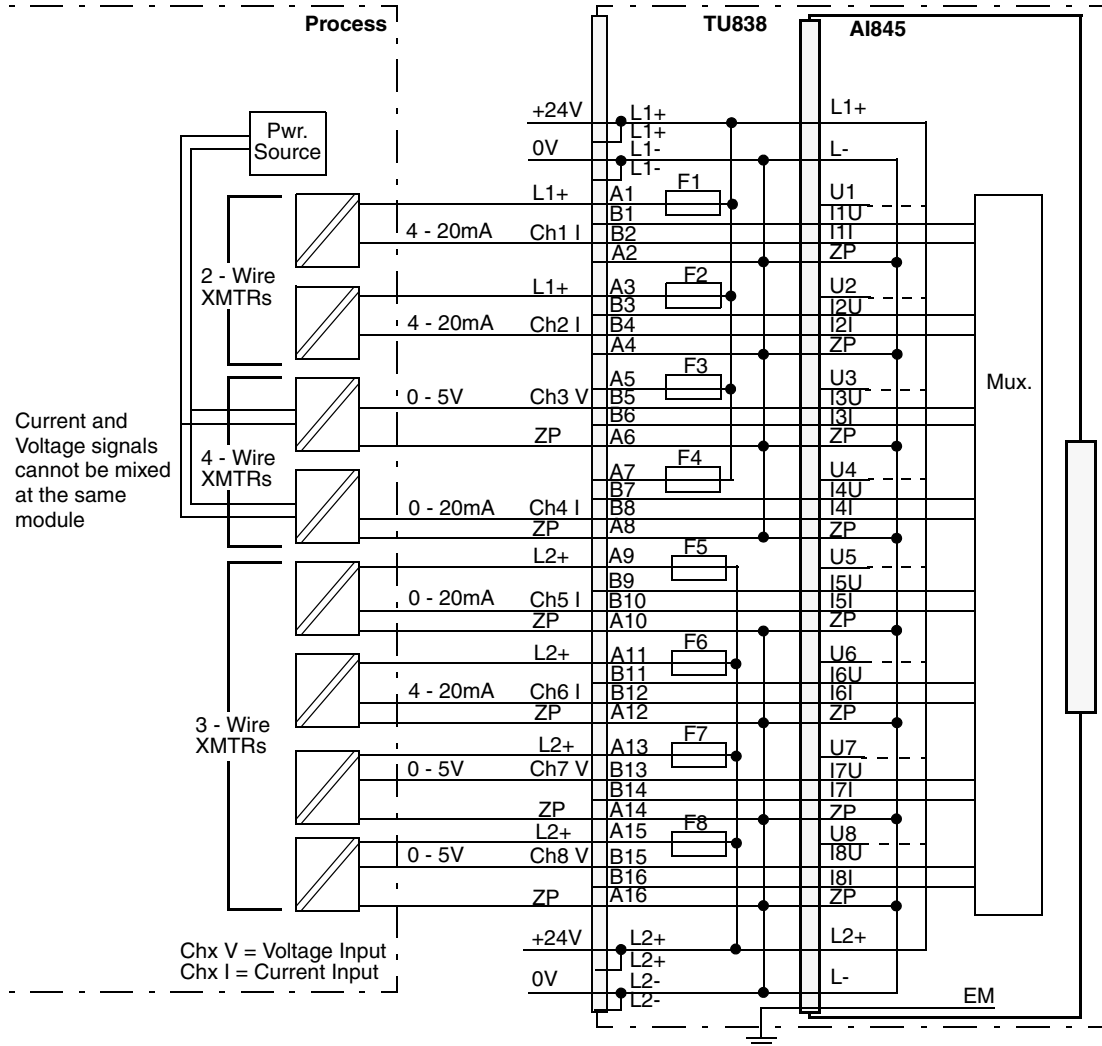 Process
TU838
AI845
+24V
L1+
L1+
L1+
0V
L1-
L1-
L-
Pwr.
Source
L1+
A1
F1
U1
B1
I1U
4 - 20mA
Ch1 I
B2
I1I
A2
ZP
2 - Wire
XMTRs
L1+
A3
F2
U2
B3
I2U
4 - 20mA
Ch2 I
B4
I2I
A4
ZP
A5
F3
U3
0 - 5V
Ch3 V
B5
I3U
B6
I3I
ZP
A6
ZP
Mux.
Current and
Voltage signals
cannot be mixed
at the same
module
4 - Wire
XMTRs
A7
F4
U4
B7
I4U
0 - 20mA
Ch4 I
B8
I4I
ZP
A8
ZP
L2+
A9
F5
U5
B9
I5U
0 - 20mA
Ch5 I
B10
I5I
ZP
A10
ZP
L2+
A11
F6
U6
B11
I6U
4 - 20mA
Ch6 I
B12
I6I
ZP
A12
ZP
3 - Wire
XMTRs
L2+
A13
F7
U7
0 - 5V
Ch7 V
B13
I7U
B14
I7I
ZP
A14
ZP
L2+
A15
F8
U8
0 - 5V
Ch8 V
B15
I8U
B16
I8I
ZP
A16
ZP
+24V
L2+
L2+
L2+
0V
L2-
L2-
L-
EM
Chx V = Voltage Input
Chx I = Current Input